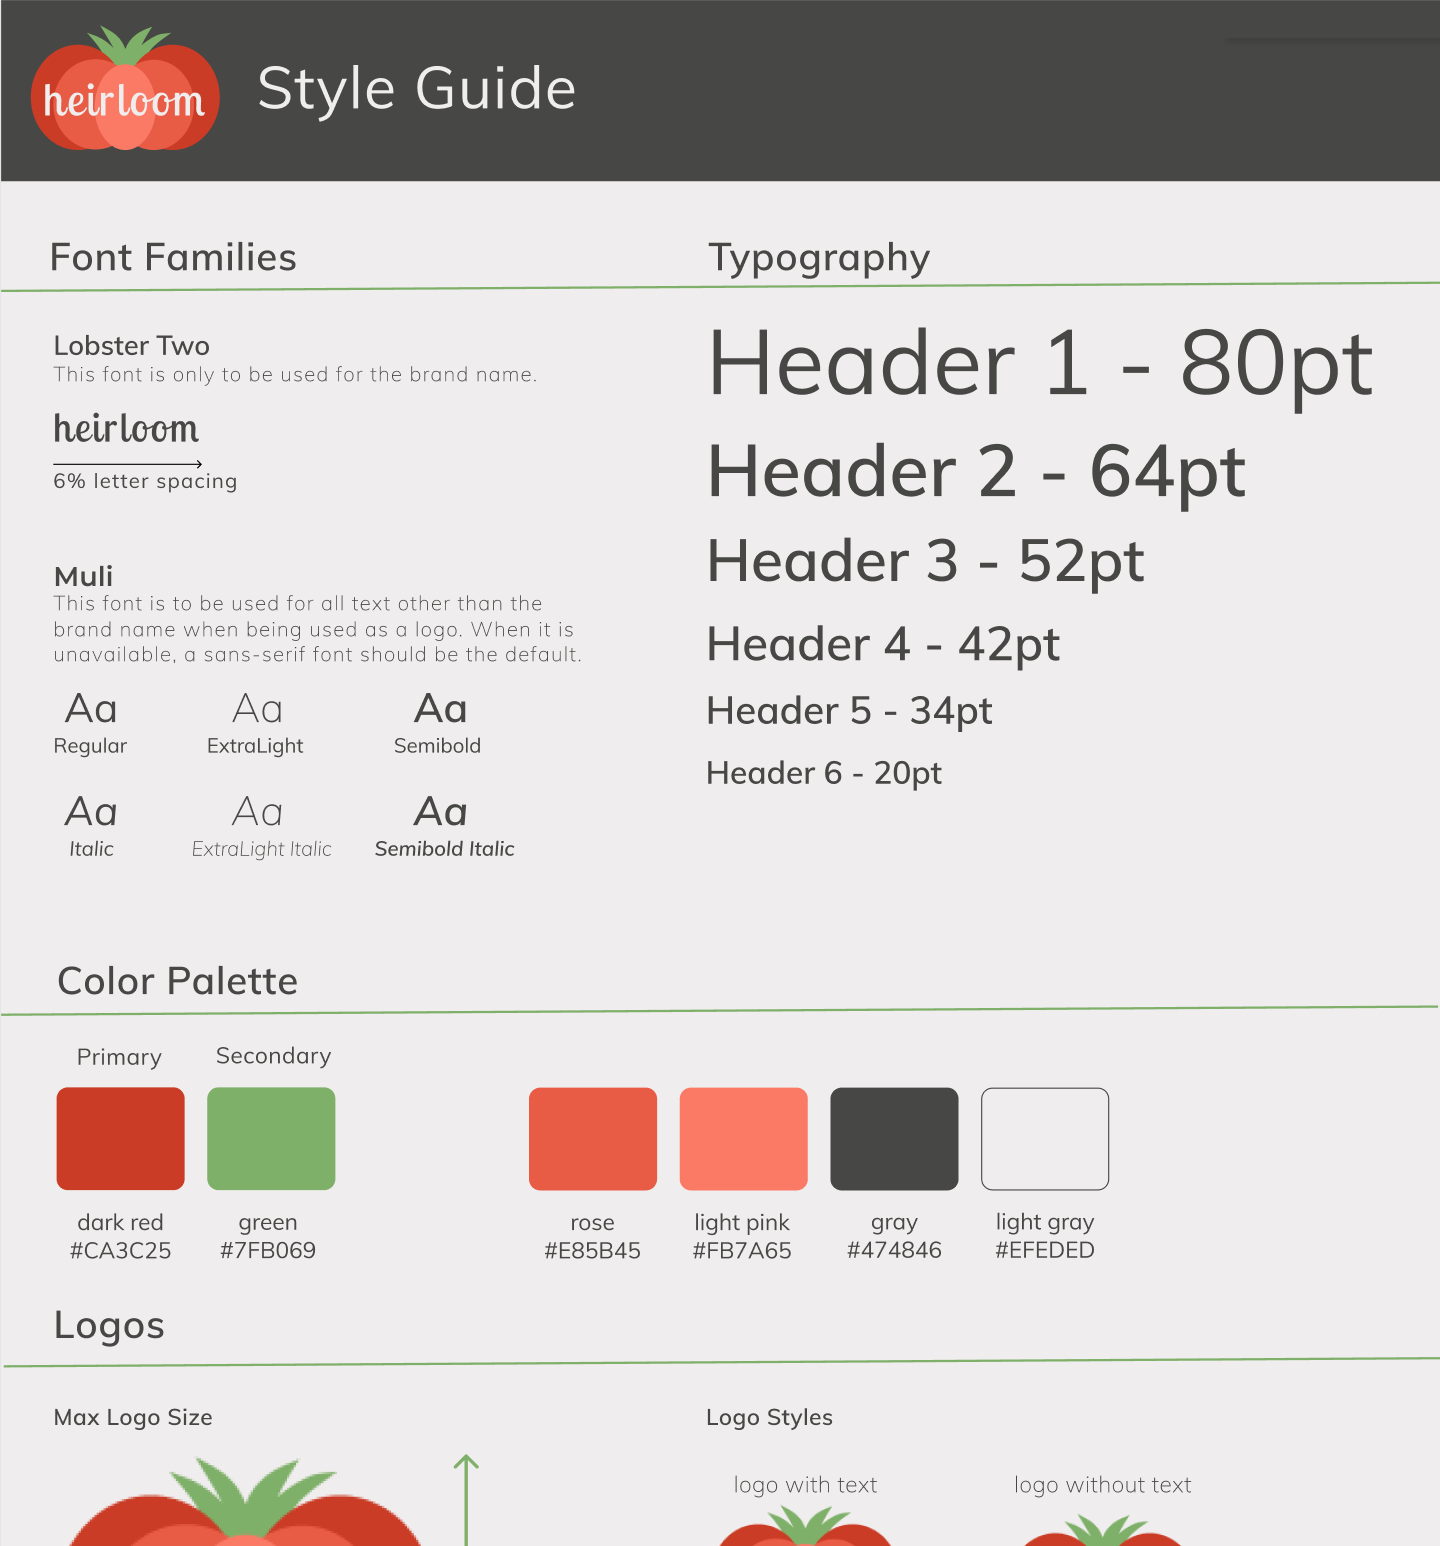 heirloom
Style Guide
Font Families
Lobster Two
This font is only to be used for the brand name.
heirloom
6% letter spacing
Muli
This font is to be used for all text other than the
brand name when being used as a logo. When it is
unavailable, a sans-serif font should be the default.
Aa Aa Aa
Regular ExtraLight Semibold
Aa Aa Aa
Italic ExtraLight Italic Semibold Italic
Typography
Header 1 - 80pt
Header 2 - 64pt
Header 3 - 52pt
Header 4 - 42pt
Header 5 - 34pt
Header 6 - 20pt
Color Palette
Primary Secondary
dark red green rose light pink gray light gray
#CA3C25 #7FB069 #E85B45 #FB7A65 #474846 #EFEDED
Logos
Max Logo Size
Logo Styles
logo with text logo without text